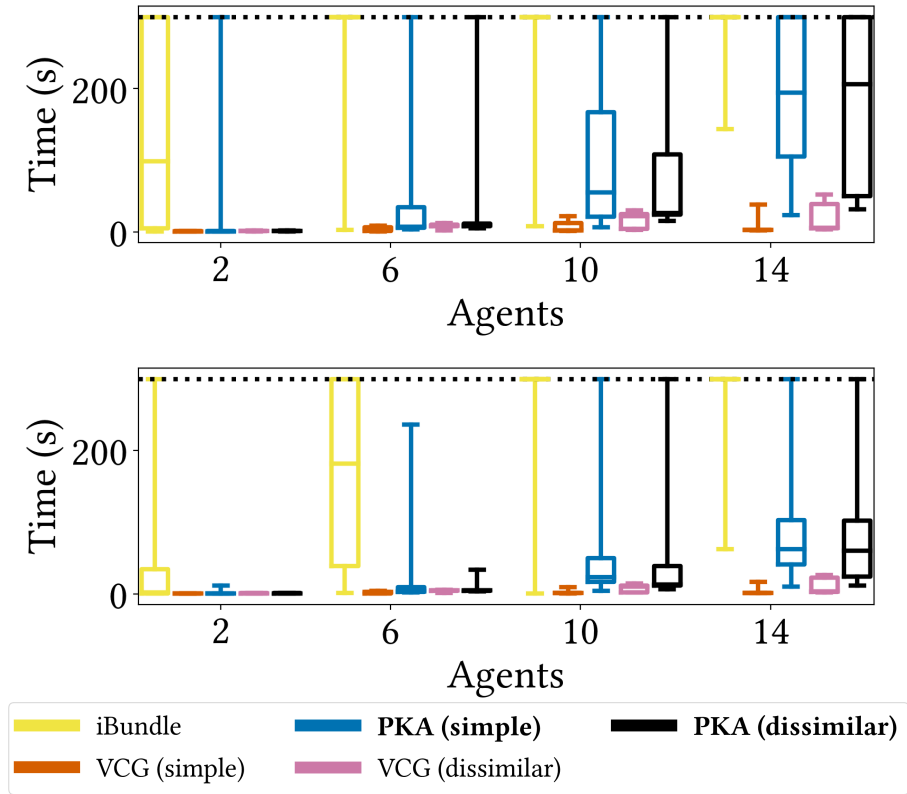 Time (s)
200
0
2 6 10 14
Agents
Time (s)
200
0
2 6 10 14
Agents
iBundle PKA (simple) PKA (dissimilar)
VCG (simple) VCG (dissimilar)